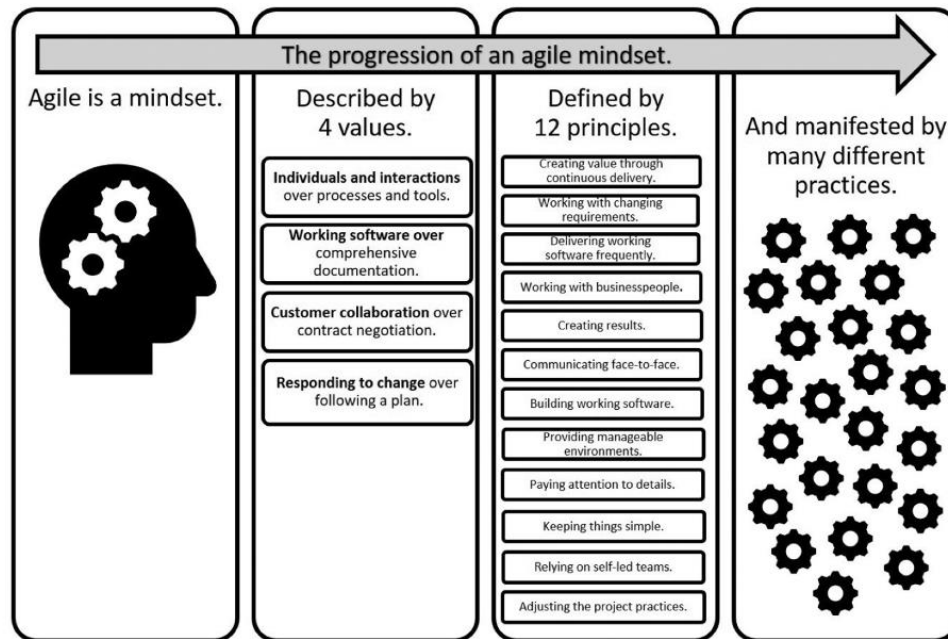 The progression of an agile mindset.
Agile is a mindset.
Described by
4 values.
Individuals and interactions
over processes and tools.
Working software over
comprehensive
documentation.
Customer collaboration over
contract negotiation.
Responding to change over
following a plan.
Defined by
12 principles.
Creating value through
continuous delivery.
Working with changing
requirements.
Delivering working
software frequently.
Working with businesspeople.
Creating results.
Communicating face-to-face.
Building working software.
Providing manageable
environments.
Paying attention to details.
Keeping things simple.
Relying on self-led teams.
Adjusting the project practices.
And manifested by
many different
practices.